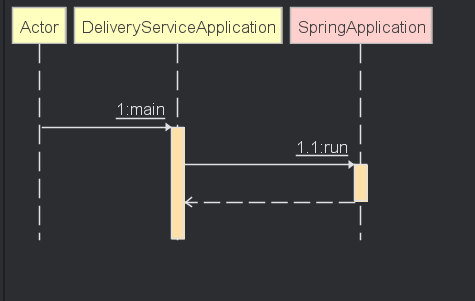 Actor
DeliveryServiceApplication
SpringApplication
1:main
1.1:run